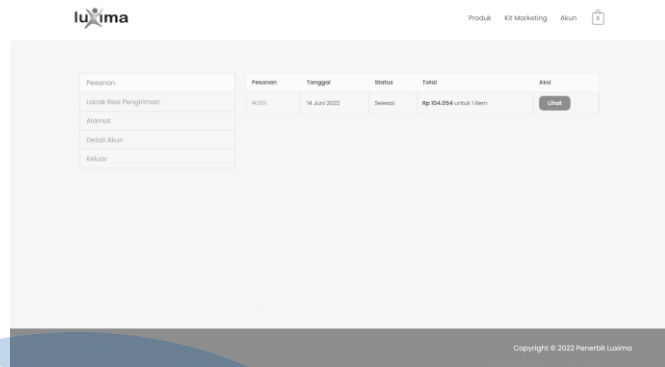 luxima
Produk Kit Marketing Akun 6
Pesanan
Lacak Resi Pengiriman
Alamat
Detail Akun
Keluar
Pesanan Tanggal Status Total Aksi
#2101 14 Juni 2022 Selesai Rp 104.054 untuk 1 item Lihat
Copyright © 2022 Penerbit Luxima